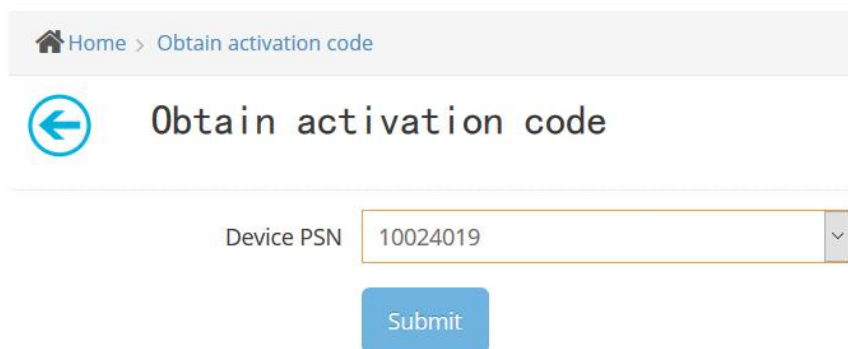 Home > Obtain activation code
Obtain activation code
Device PSN 10024019
Submit